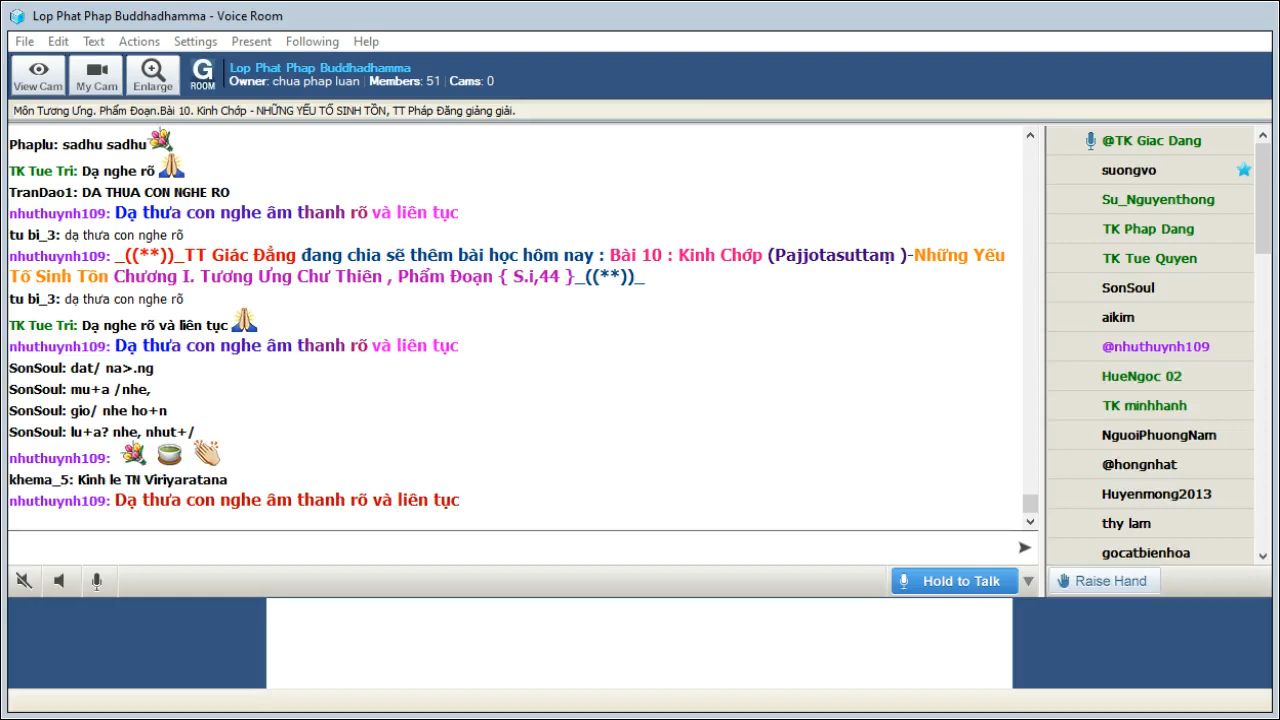 Lop Phat Phap Buddhadhamma - Voice Room
File Edit Text Actions Settings Present Following Help
View Cam My Cam Enlarge G ROOM
Lop Phat Phap Buddhadhamma
Owner: chua phap luan | Members: 51 | Cams: 0
Môn Tương Ưng. Phẩm Đoạn.Bài 10. Kinh Chớp - NHỮNG YẾU TỐ SINH TỒN, TT Pháp Đăng giảng giải.
Phaplu: sadhu sadhu
TK Tue Tri: Dạ nghe rõ
TranDao1: DA THUA CON NGHE RO
nhuthuynh109: Dạ thưa con nghe âm thanh rõ và liên tục
tu bi_3: dạ thưa con nghe rõ
nhuthuynh109: _((**))_TT Giác Đẳng đang chia sẽ thêm bài học hôm nay : Bài 10 : Kinh Chớp (Pajjotasuttaṃ )-Những Yếu
Tố Sinh Tồn Chương I. Tương Ưng Chư Thiên , Phẩm Đoạn { S.i,44 }_((**))_
tu bi_3: dạ thưa con nghe rõ
TK Tue Tri: Dạ nghe rõ và liên tục
nhuthuynh109: Dạ thưa con nghe âm thanh rõ và liên tục
SonSoul: dat/ na>.ng
SonSoul: mu+a /nhe,
SonSoul: gio/ nhe ho+n
SonSoul: lu+a? nhe, nhut+/
nhuthuynh109:
khema_5: Kinh le TN Viriyaratana
nhuthuynh109: Dạ thưa con nghe âm thanh rõ và liên tục
Hold to Talk
@TK Giac Dang
suongvo
Su_Nguyenthong
TK Phap Dang
TK Tue Quyen
SonSoul
aikim
@nhuthuynh109
HueNgoc 02
TK minhhanh
NguoiPhuongNam
@hongnhat
Huyenmong2013
thy lam
gocatbienhoa
Raise Hand